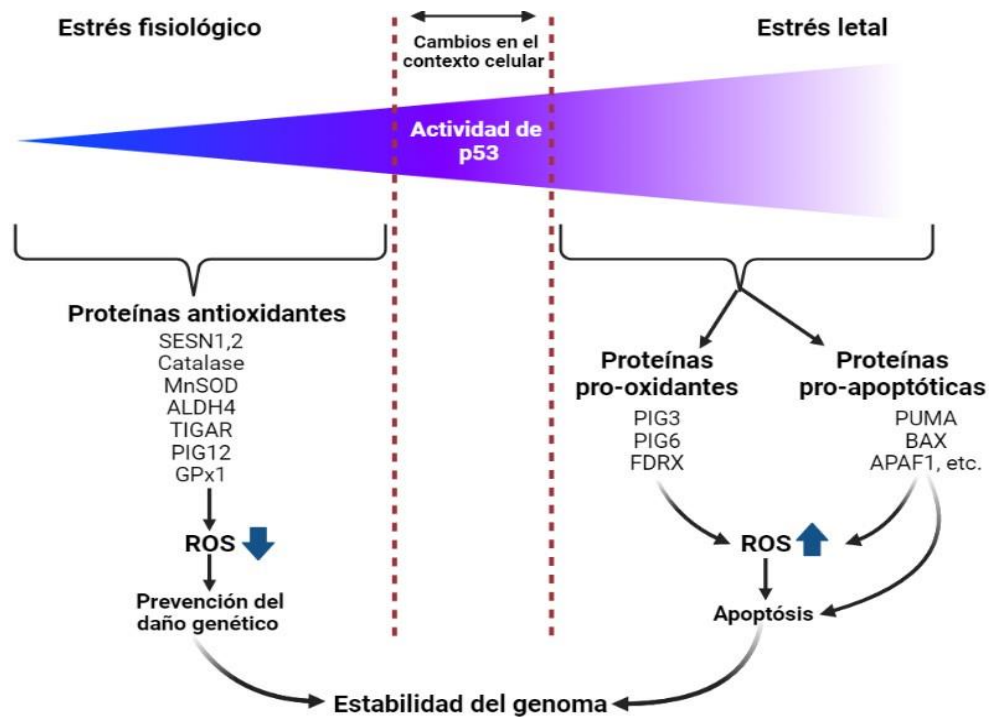 Estrés fisiológico
Cambios en el
contexto celular
Estrés letal
Actividad de
p53
Proteínas antioxidantes
SESN1,2
Catalase
MnSOD
ALDH4
TIGAR
PIG12
GPx1
ROS
Prevención del
daño genético
Proteínas
pro-oxidantes
PIG3
PIG6
FDRX
Proteínas
pro-apoptóticas
PUMA
BAX
APAF1, etc.
ROS
Apoptósis
Estabilidad del genoma